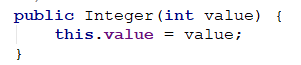 public Integer(int value) {
    this.value = value;
}